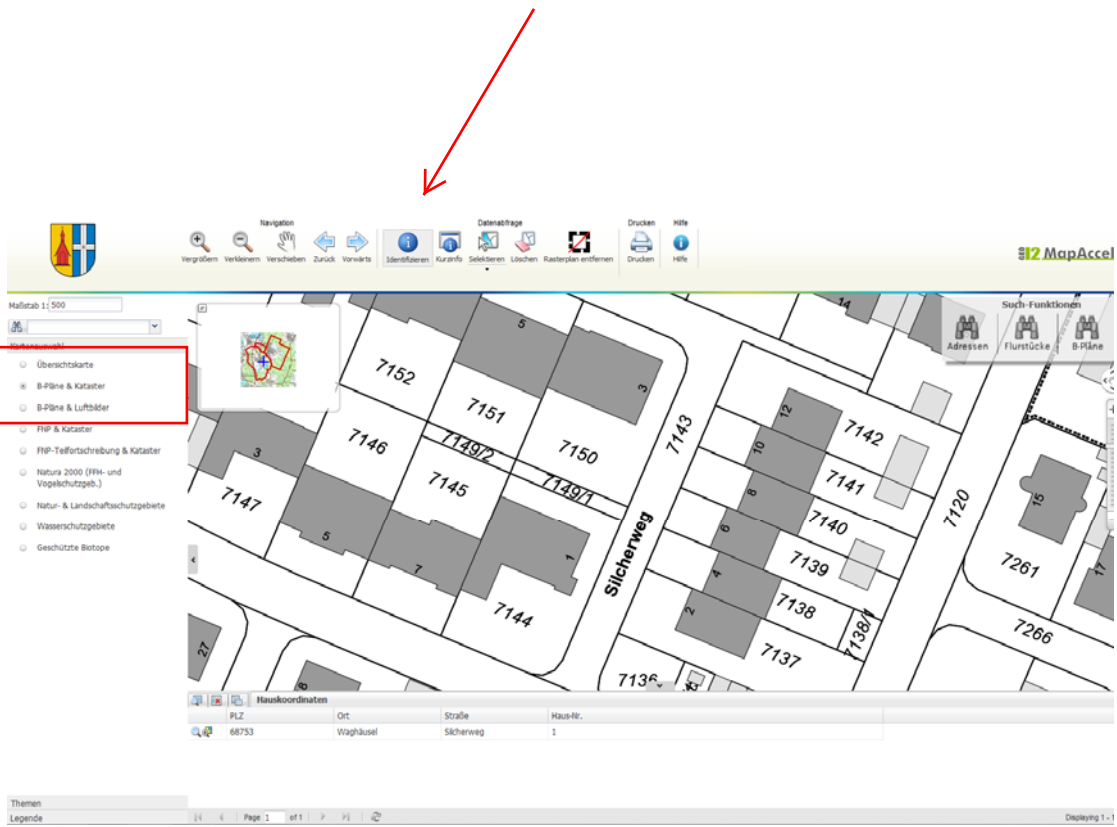 Navigation
Datenabfrage
Drucken
Hilfe
Vergrößern Verkleinern Verschieben Zurück Vorwärts Identifizieren Kurzinfo Selektieren Löschen Rasterplan entfernen Drucken Hilfe
MapAccel
Maßstab 1: 500
Kartenauswahl
Übersichtskarte
B-Pläne & Kataster
B-Pläne & Luftbilder
FNP & Kataster
FNP-Teilfortschreibung & Kataster
Natura 2000 (FFH- und
Vogelschutzgeb.)
Natur- & Landschaftsschutzgebiete
Wasserschutzgebiete
Geschützte Biotope
Themen
Legende
Such-Funktionen
Adressen Flurstücke B-Pläne
14
5
3
7152
7151
7143
12
7142
7146
7149/2
7150
10
3
7145
7149/1
8
7141
7120
15
7147
6
7140
5
7
1
Silcherweg
4
7139
7261
17
7144
2
7138
7138/1
7266
27
7137
7136
8
Hauskoordinaten
PLZ Ort Straße Haus-Nr.
68753 Waghäusel Silcherweg 1
Page 1 of 1
Displaying 1 -